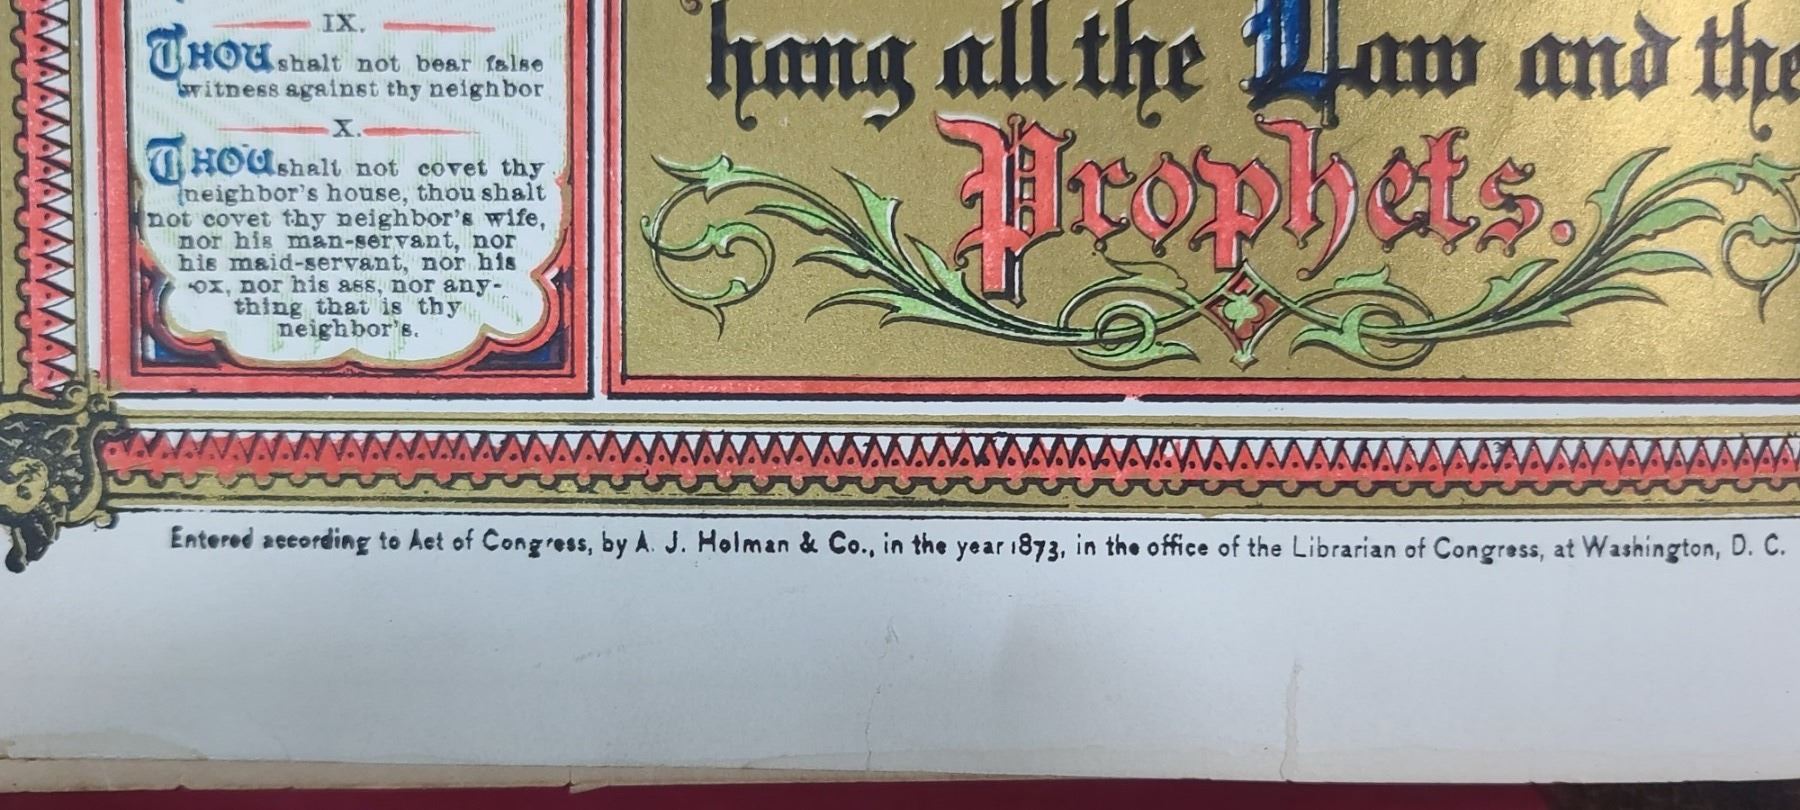 IX.
THOU shalt not bear false
witness against thy neighbor
X.
THOU shalt not covet thy
neighbor's house, thou shalt
not covet thy neighbor's wife,
nor his man-servant, nor
his maid-servant, nor his
ox, nor his ass, nor any-
thing that is thy
neighbor's.
hang all the Law and the
Prophets.
Entered according to Act of Congress, by A. J. Holman & Co., in the year 1873, in the office of the Librarian of Congress, at Washington, D. C.